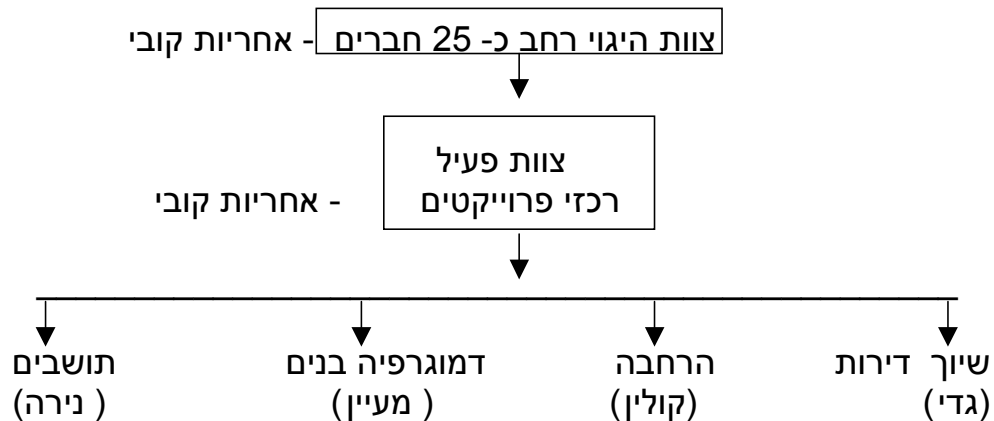 צוות היגוי רחב כ- 25 חברים - אחריות קובי
צוות פעיל
רכזי פרוייקטים - אחריות קובי
שיוך דירות הרחבה דמוגרפיה בנים תושבים
(גדי) (קולין) (מעיין ) (נירה )